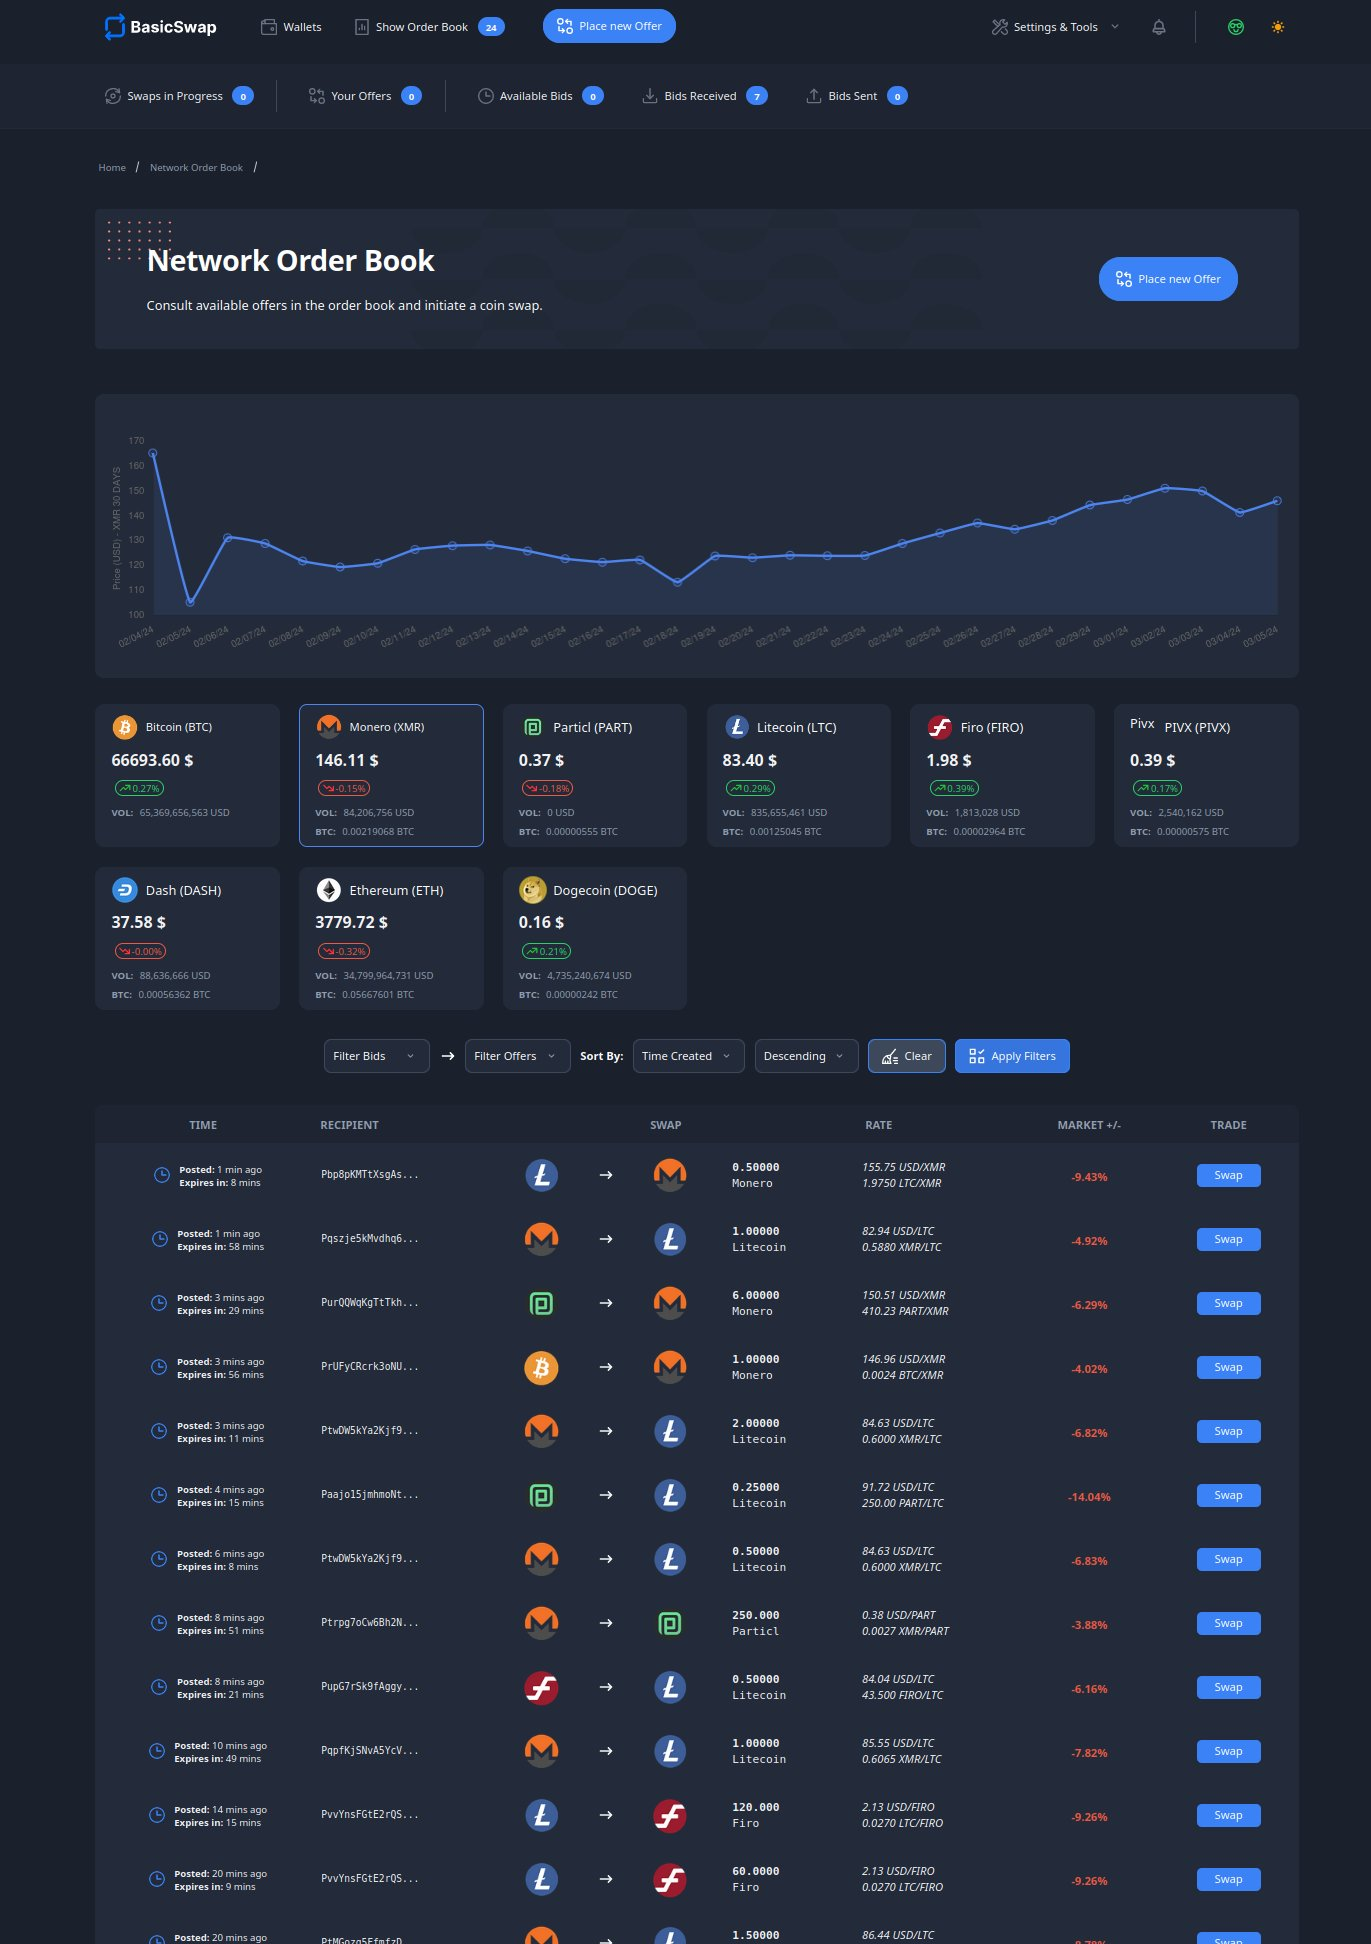 BasicSwap Wallets Show Order Book 24 Place new Offer Settings & Tools
Swaps in Progress 0 Your Offers 0 Available Bids 0 Bids Received 7 Bids Sent 0
Home / Network Order Book /
Network Order Book
Consult available offers in the order book and initiate a coin swap.
Place new Offer
Price (USD) - XMR 30 DAYS
170
160
150
140
130
120
110
100
02/04/24 02/05/24 02/06/24 02/07/24 02/08/24 02/09/24 02/10/24 02/11/24 02/12/24 02/13/24 02/14/24 02/15/24 02/16/24 02/17/24 02/18/24 02/19/24 02/20/24 02/21/24 02/22/24 02/23/24 02/24/24 02/25/24 02/26/24 02/27/24 02/28/24 02/29/24 03/01/24 03/02/24 03/03/24 03/04/24 03/05/24
Bitcoin (BTC)
66693.60 $
0.27%
VOL: 65,369,656,563 USD
Monero (XMR)
146.11 $
-0.15%
VOL: 84,206,756 USD
BTC: 0.00219068 BTC
Particl (PART)
0.37 $
-0.18%
VOL: 0 USD
BTC: 0.00000555 BTC
Litecoin (LTC)
83.40 $
0.29%
VOL: 835,655,461 USD
BTC: 0.00125045 BTC
Firo (FIRO)
1.98 $
0.39%
VOL: 1,813,028 USD
BTC: 0.00002964 BTC
Pivx PIVX (PIVX)
0.39 $
0.17%
VOL: 2,540,162 USD
BTC: 0.00000575 BTC
Dash (DASH)
37.58 $
-0.00%
VOL: 88,636,666 USD
BTC: 0.00056362 BTC
Ethereum (ETH)
3779.72 $
-0.32%
VOL: 34,799,964,731 USD
BTC: 0.05667601 BTC
Dogecoin (DOGE)
0.16 $
0.21%
VOL: 4,735,240,674 USD
BTC: 0.00000242 BTC
Filter Bids Filter Offers Sort By: Time Created Descending Clear Apply Filters
TIME RECIPIENT SWAP RATE MARKET +/- TRADE
Posted: 1 min ago
Expires in: 8 mins
Pbp8pKMTtXsgAs...
0.50000
Monero
155.75 USD/XMR
1.9750 LTC/XMR
-9.43%
Swap
Posted: 1 min ago
Expires in: 58 mins
Pqszje5kMvdhq6...
1.00000
Litecoin
82.94 USD/LTC
0.5880 XMR/LTC
-4.92%
Swap
Posted: 3 mins ago
Expires in: 29 mins
PurQQWqKgTtTkh...
6.00000
Monero
150.51 USD/XMR
410.23 PART/XMR
-6.29%
Swap
Posted: 3 mins ago
Expires in: 56 mins
PrUFyCRcrk3oNU...
1.00000
Monero
146.96 USD/XMR
0.0024 BTC/XMR
-4.02%
Swap
Posted: 3 mins ago
Expires in: 11 mins
PtwDW5kYa2Kjf9...
2.00000
Litecoin
84.63 USD/LTC
0.6000 XMR/LTC
-6.82%
Swap
Posted: 4 mins ago
Expires in: 15 mins
Paajo15jmhmoNt...
0.25000
Litecoin
91.72 USD/LTC
250.00 PART/LTC
-14.04%
Swap
Posted: 6 mins ago
Expires in: 8 mins
PtwDW5kYa2Kjf9...
0.50000
Litecoin
84.63 USD/LTC
0.6000 XMR/LTC
-6.83%
Swap
Posted: 8 mins ago
Expires in: 51 mins
Ptrpg7oCw6Bh2N...
250.000
Particl
0.38 USD/PART
0.0027 XMR/PART
-3.88%
Swap
Posted: 8 mins ago
Expires in: 21 mins
PupG7rSk9fAggy...
0.50000
Litecoin
84.04 USD/LTC
43.500 FIRO/LTC
-6.16%
Swap
Posted: 10 mins ago
Expires in: 49 mins
PqpfKjSNvA5YcV...
1.00000
Litecoin
85.55 USD/LTC
0.6065 XMR/LTC
-7.82%
Swap
Posted: 14 mins ago
Expires in: 15 mins
PvvYnsFGtE2rQS...
120.000
Firo
2.13 USD/FIRO
0.0270 LTC/FIRO
-9.26%
Swap
Posted: 20 mins ago
Expires in: 9 mins
PvvYnsFGtE2rQS...
60.0000
Firo
2.13 USD/FIRO
0.0270 LTC/FIRO
-9.26%
Swap
Posted: 20 mins ago
1.50000
86.44 USD/LTC
Swap